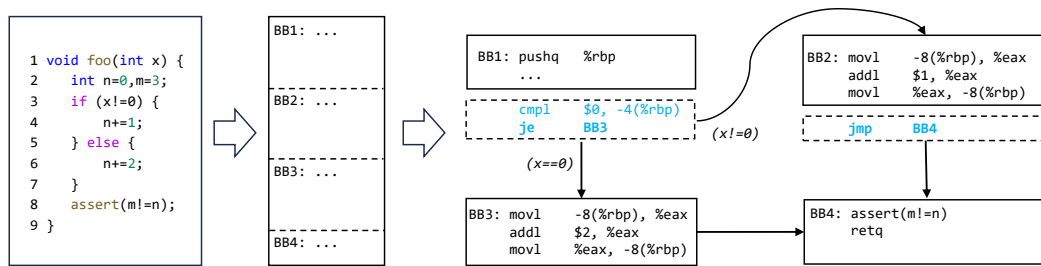 1 void foo(int x) {
2 int n=0,m=3;
3 if (x!=0) {
4 n+=1;
5 } else {
6 n+=2;
7 }
8 assert(m!=n);
9 }
BB1: ...
BB2: ...
BB3: ...
BB4: ...
BB1: pushq %rbp
...
cmpl $0, -4(%rbp)
je BB3
(x==0)
(x!=0)
BB2: movl -8(%rbp), %eax
addl $1, %eax
movl %eax, -8(%rbp)
jmp BB4
BB3: movl -8(%rbp), %eax
addl $2, %eax
movl %eax, -8(%rbp)
BB4: assert(m!=n)
retq